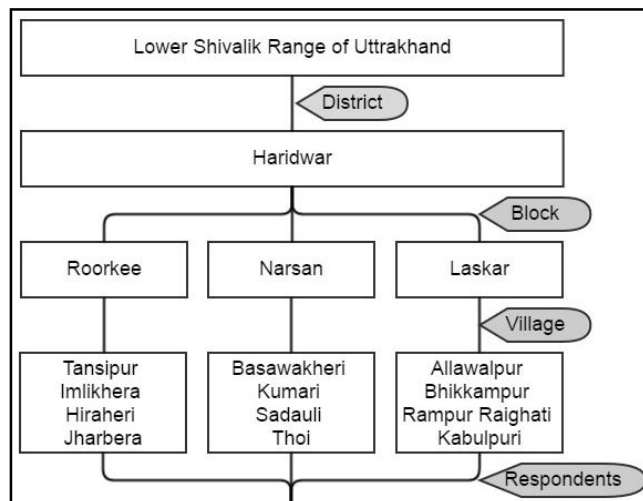 Lower Shivalik Range of Uttrakhand
District
Haridwar
Block
Roorkee
Narsan
Laskar
Village
Tansipur
Imlikhera
Hiraheri
Jharbera
Basawakheri
Kumari
Sadauli
Thoi
Allawalpur
Bhikkampur
Rampur Raighati
Kabulpuri
Respondents